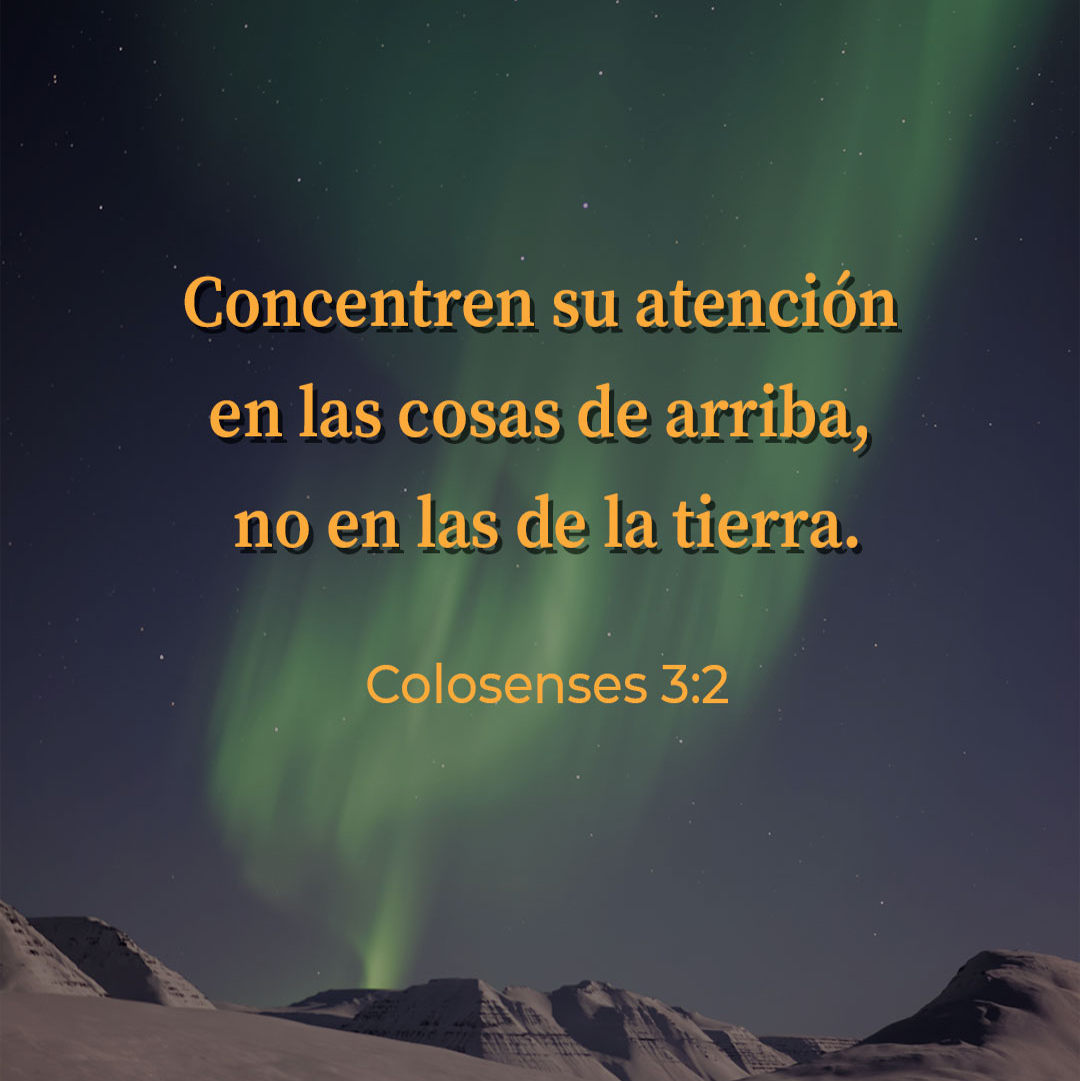 Concentren su atención
en las cosas de arriba,
no en las de la tierra.
Colosenses 3:2